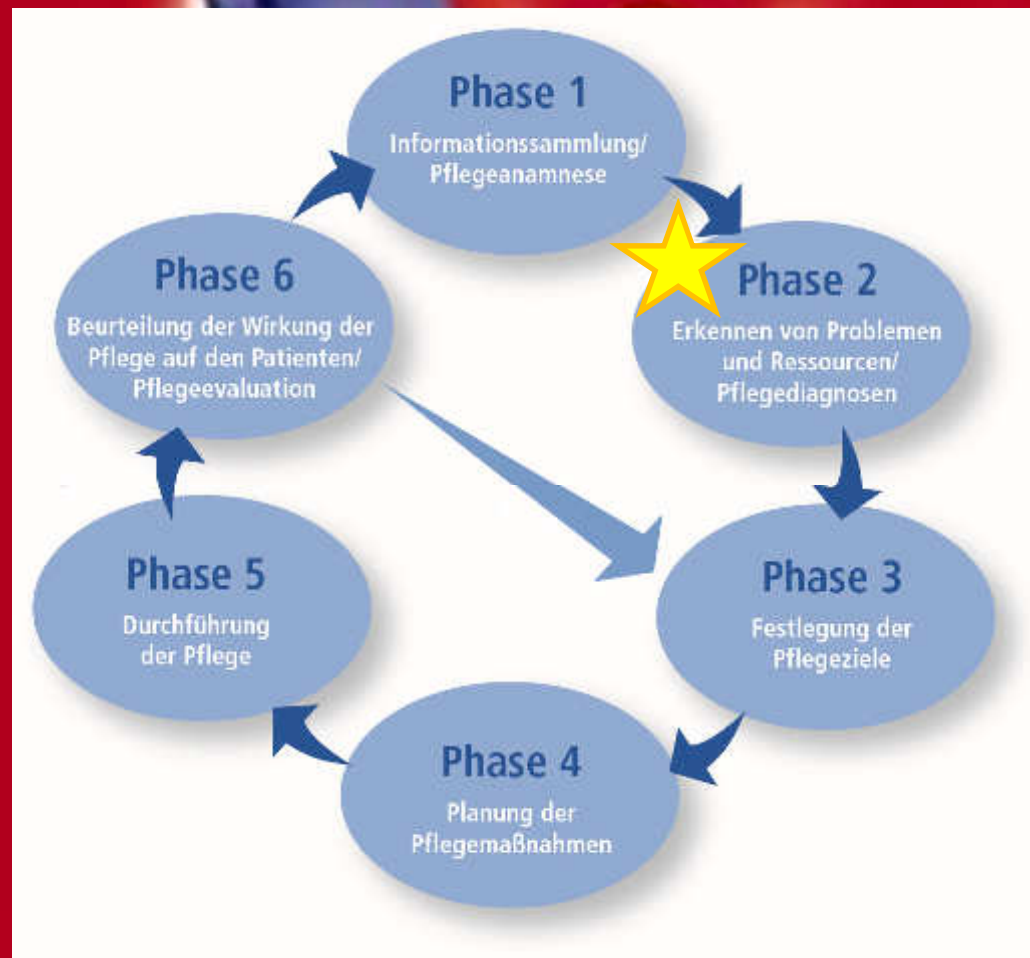 Phase 1
Informationssammlung/
Pflegeanamnese
Phase 2
Erkennen von Problemen
und Ressourcen/
Pflegediagnosen
Phase 3
Festlegung der
Pflegeziele
Phase 4
Planung der
Pflegemaßnahmen
Phase 5
Durchführung
der Pflege
Phase 6
Beurteilung der Wirkung der
Pflege auf den Patienten/
Pflegeevaluation